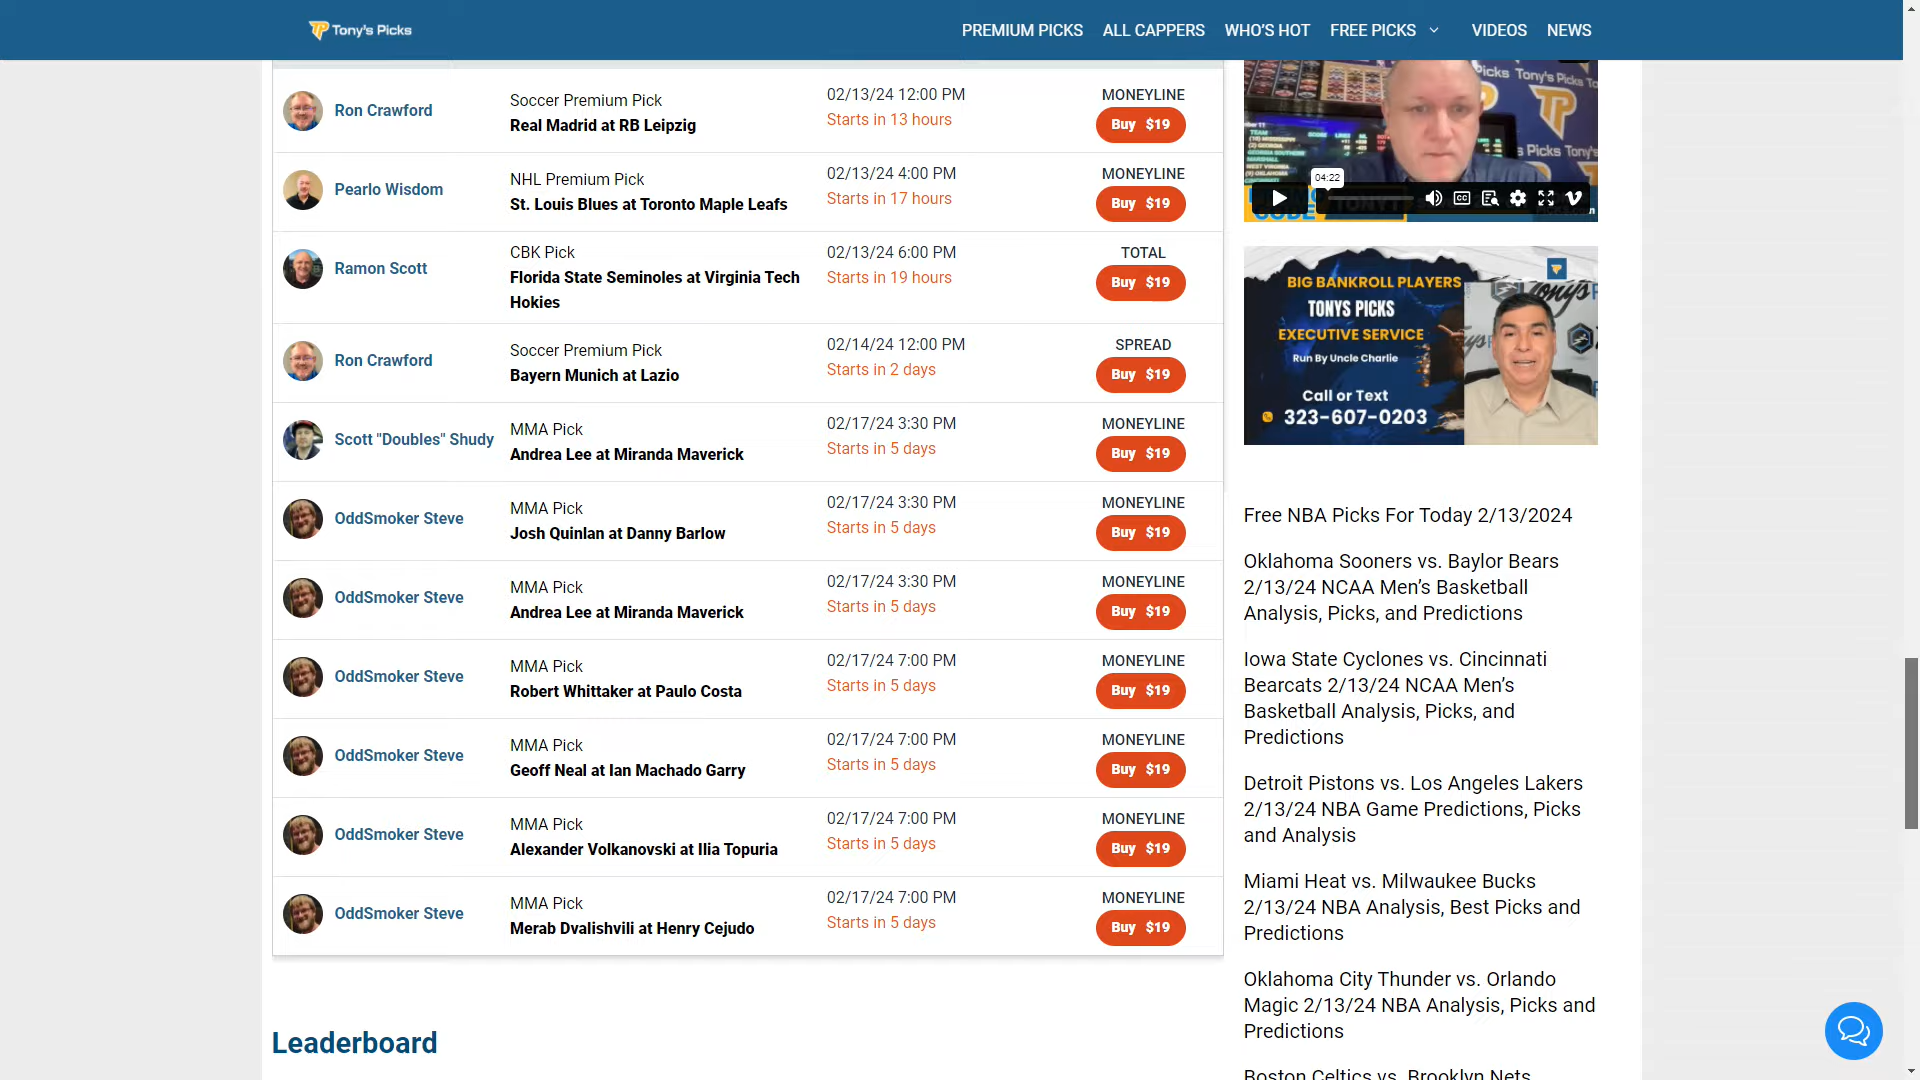 Tony's Picks
PREMIUM PICKS
ALL CAPPERS
WHO'S HOT
FREE PICKS
VIDEOS
NEWS
Ron Crawford
Soccer Premium Pick
Real Madrid at RB Leipzig
02/13/24 12:00 PM
Starts in 13 hours
MONEYLINE
Buy $19
Pearlo Wisdom
NHL Premium Pick
St. Louis Blues at Toronto Maple Leafs
02/13/24 4:00 PM
Starts in 17 hours
MONEYLINE
Buy $19
Ramon Scott
CBK Pick
Florida State Seminoles at Virginia Tech
Hokies
02/13/24 6:00 PM
Starts in 19 hours
TOTAL
Buy $19
Ron Crawford
Soccer Premium Pick
Bayern Munich at Lazio
02/14/24 12:00 PM
Starts in 2 days
SPREAD
Buy $19
Scott "Doubles" Shudy
MMA Pick
Andrea Lee at Miranda Maverick
02/17/24 3:30 PM
Starts in 5 days
MONEYLINE
Buy $19
OddSmoker Steve
MMA Pick
Josh Quinlan at Danny Barlow
02/17/24 3:30 PM
Starts in 5 days
MONEYLINE
Buy $19
OddSmoker Steve
MMA Pick
Andrea Lee at Miranda Maverick
02/17/24 3:30 PM
Starts in 5 days
MONEYLINE
Buy $19
OddSmoker Steve
MMA Pick
Robert Whittaker at Paulo Costa
02/17/24 7:00 PM
Starts in 5 days
MONEYLINE
Buy $19
OddSmoker Steve
MMA Pick
Geoff Neal at Ian Machado Garry
02/17/24 7:00 PM
Starts in 5 days
MONEYLINE
Buy $19
OddSmoker Steve
MMA Pick
Alexander Volkanovski at Ilia Topuria
02/17/24 7:00 PM
Starts in 5 days
MONEYLINE
Buy $19
OddSmoker Steve
MMA Pick
Merab Dvalishvili at Henry Cejudo
02/17/24 7:00 PM
Starts in 5 days
MONEYLINE
Buy $19
Leaderboard
Picks Tony's Picks
TP
s Picks Tony's
04:22
CC
BIG BANKROLL PLAYERS
TONYS PICKS
EXECUTIVE SERVICE
Run By Uncle Charlie
Call or Text
323-607-0203
Free NBA Picks For Today 2/13/2024
Oklahoma Sooners vs. Baylor Bears
2/13/24 NCAA Men's Basketball
Analysis, Picks, and Predictions
Iowa State Cyclones vs. Cincinnati
Bearcats 2/13/24 NCAA Men's
Basketball Analysis, Picks, and
Predictions
Detroit Pistons vs. Los Angeles Lakers
2/13/24 NBA Game Predictions, Picks
and Analysis
Miami Heat vs. Milwaukee Bucks
2/13/24 NBA Analysis, Best Picks and
Predictions
Oklahoma City Thunder vs. Orlando
Magic 2/13/24 NBA Analysis, Picks and
Predictions
Boston Celtics vs. Brooklyn Nets